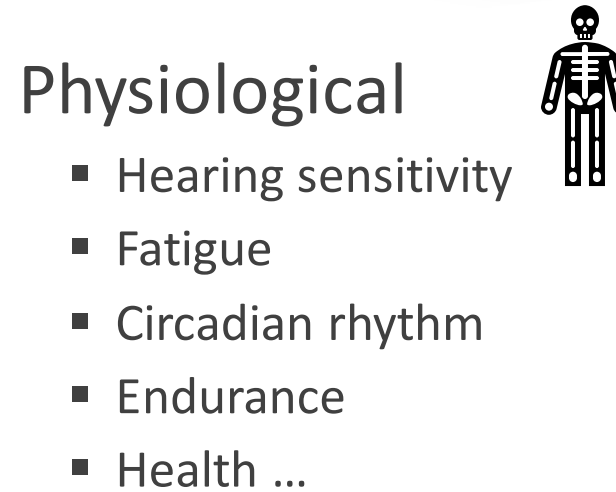 Physiological
▪ Hearing sensitivity
▪ Fatigue
▪ Circadian rhythm
▪ Endurance
▪ Health ...